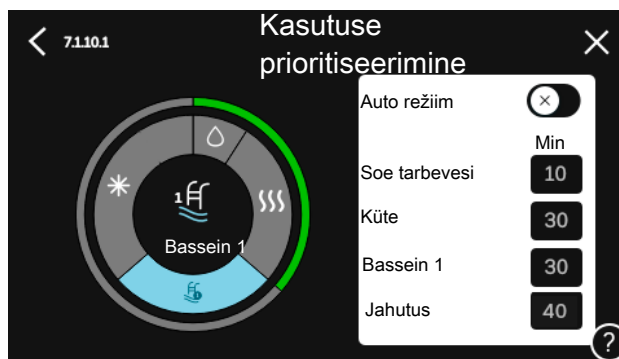 7.1.10.1
Kasutuse
prioritiseerimine
Auto režiim
Min
Soe tarbevesi 10
Küte 30
Bassein 1 30
Jahutus 40
1
Bassein 1
?